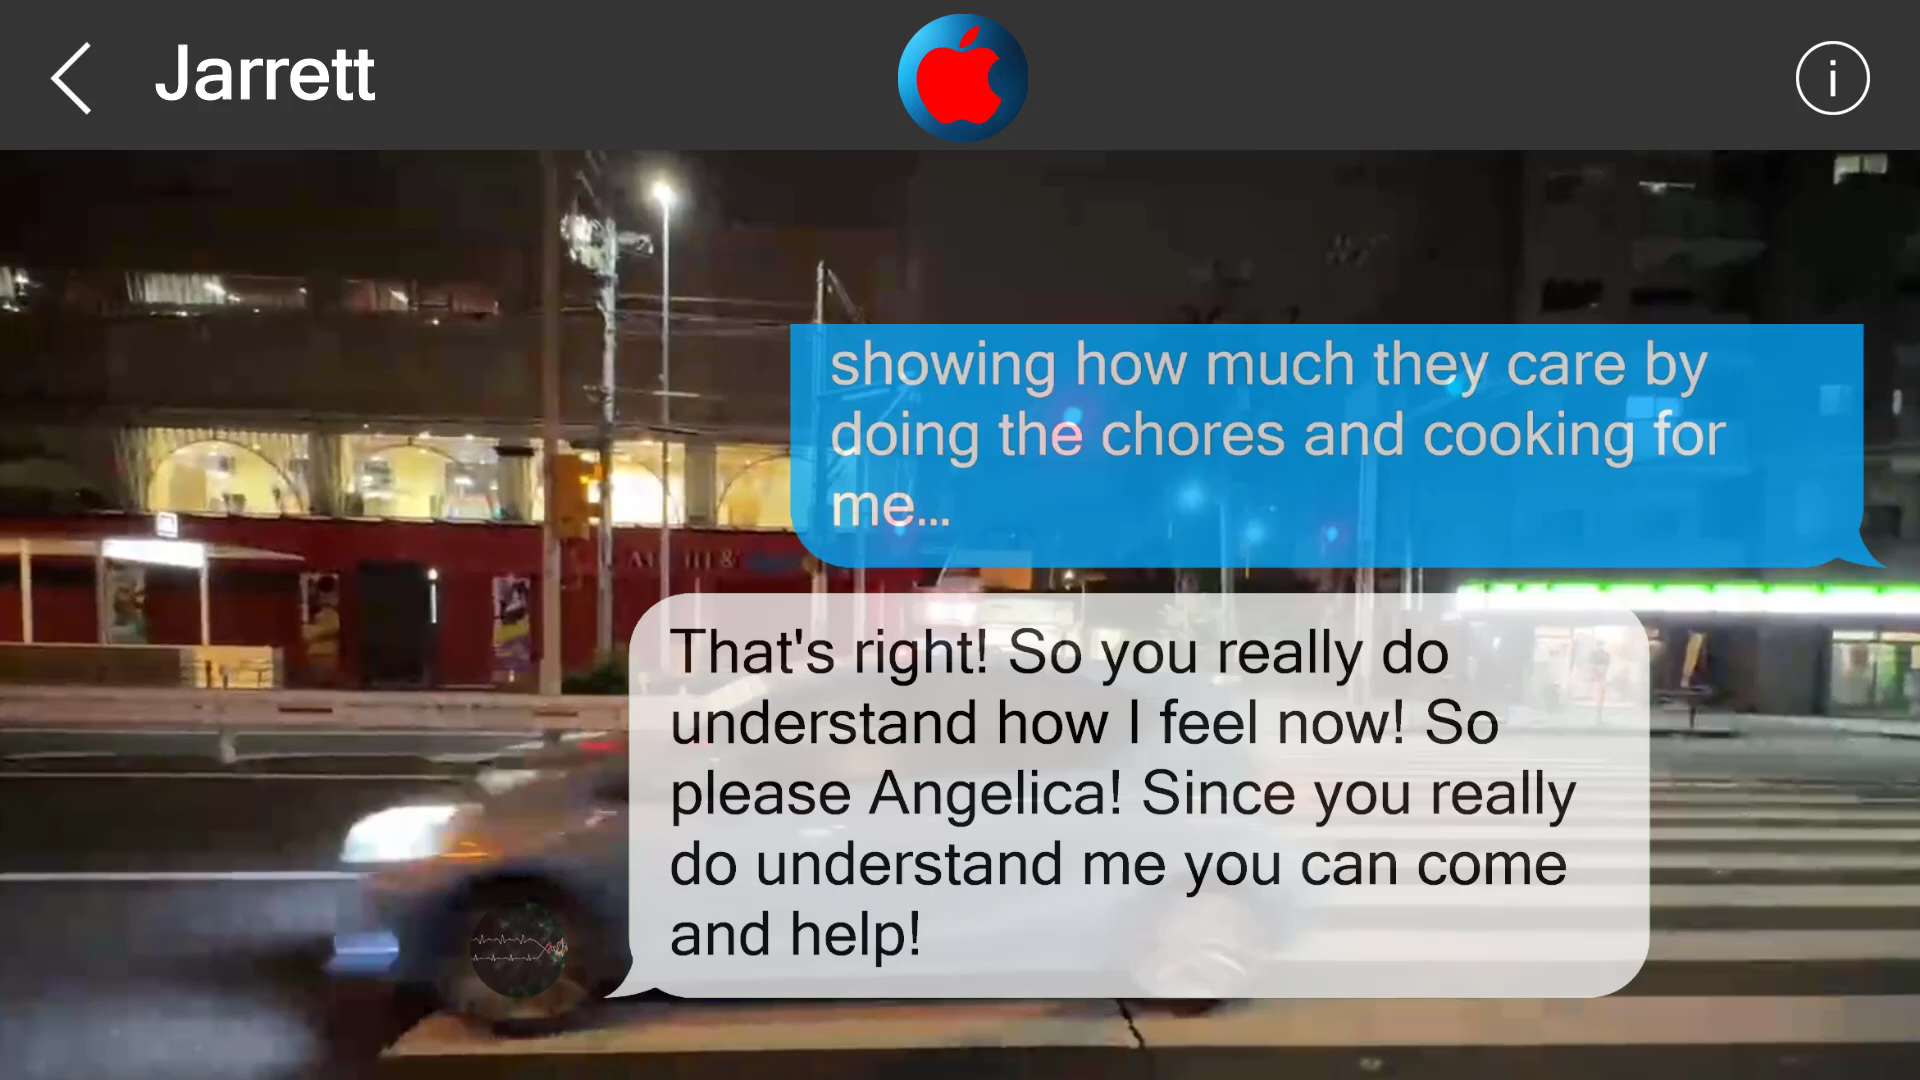 Jarrett
i
showing how much they care by
doing the chores and cooking for
me...
That's right! So you really do
understand how I feel now! So
please Angelica! Since you really
do understand me you can come
and help!